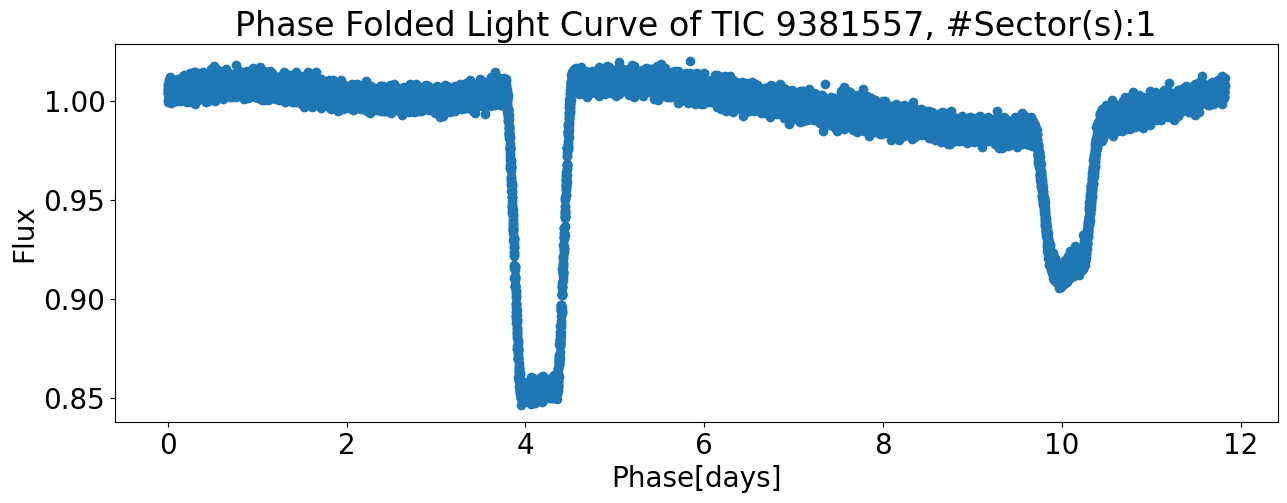 Phase Folded Light Curve of TIC 9381557, #Sector(s):1
1.00
0.95
0.90
0.85
Flux
0 2 4 6 8 10 12
Phase[days]